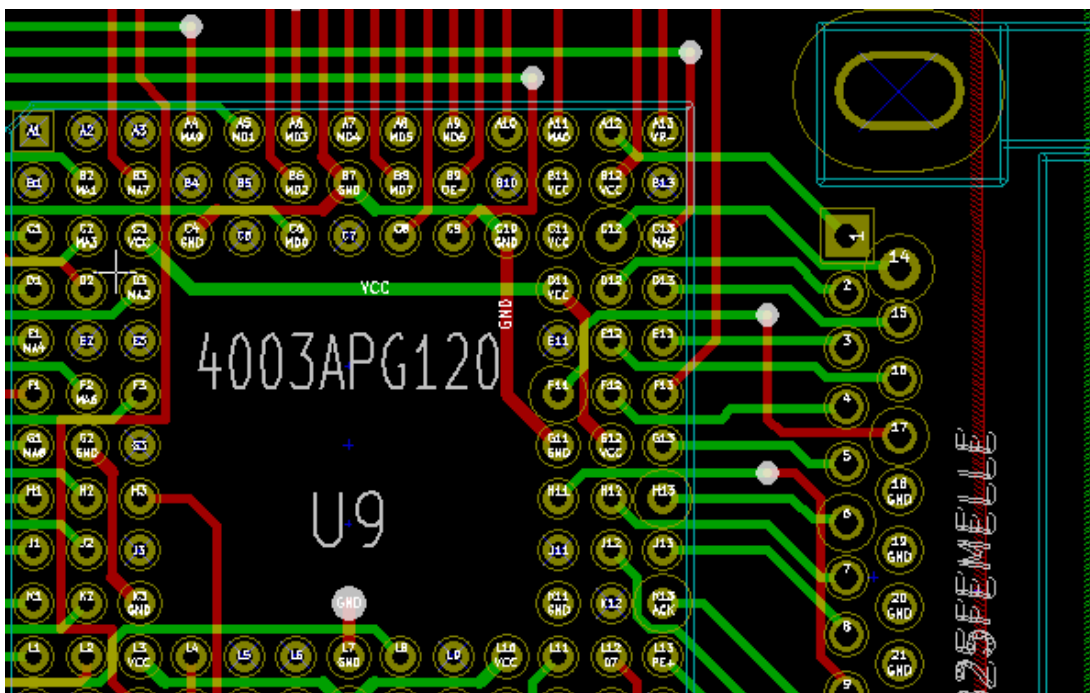 A1 A2 A3 A4 A5 A6 A7 A8 A9 A10 A11 A12 A13
MD1 MD3 MD4 MD5 MD6
B1 B2 B3 B4 B5 B6 B7 B8 B9 B10 B11 B12 B13
MA1 MA7 MD2 GND MD7 OE- VCC VCC
C1 C2 C3 C4 C6 C6 C7 C8 C9 C10 C11 C12 C13
MA3 VCC GND MD0 GND VCC MA5
1
14
D1 D2 D3 D11 D12 D13
MA2 VCC
VCC
2
GND
15
E1 E2 E3 E11 E12 E13
MA4
3
4003APG120
16
F1 F2 F3 F11 F12 F13
MA6
4
17
G1 G2 G3 G11 G12 G13
GND GND VCC
5
H1 H2 H3 H11 H12 H13
18
GND
6
U9
J1 J2 J3 J11 J12 J13
19
GND
7
K1 K2 K3 K11 K12 K13
GND GND ACK
GND
20
GND
8
L1 L2 L3 L4 L5 L6 L7 L8 L9 L10 L11 L12 L13
VCC GND VCC D7 PE+
21
GND
9